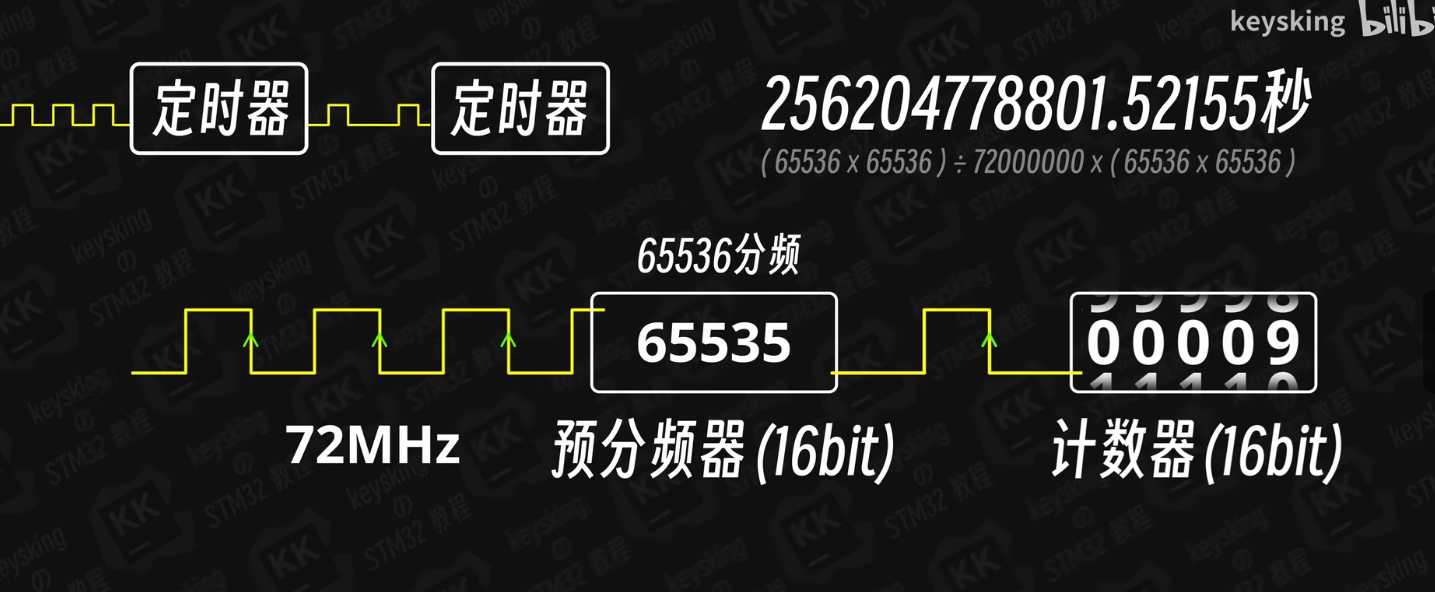 keysking bilibi
定时器
定时器
256204778801.52155秒
( 65536 x 65536 ) ÷ 72000000 x ( 65536 x 65536 )
65536分频
65535
00009
72MHz
预分频器 (16bit)
计数器 (16bit)